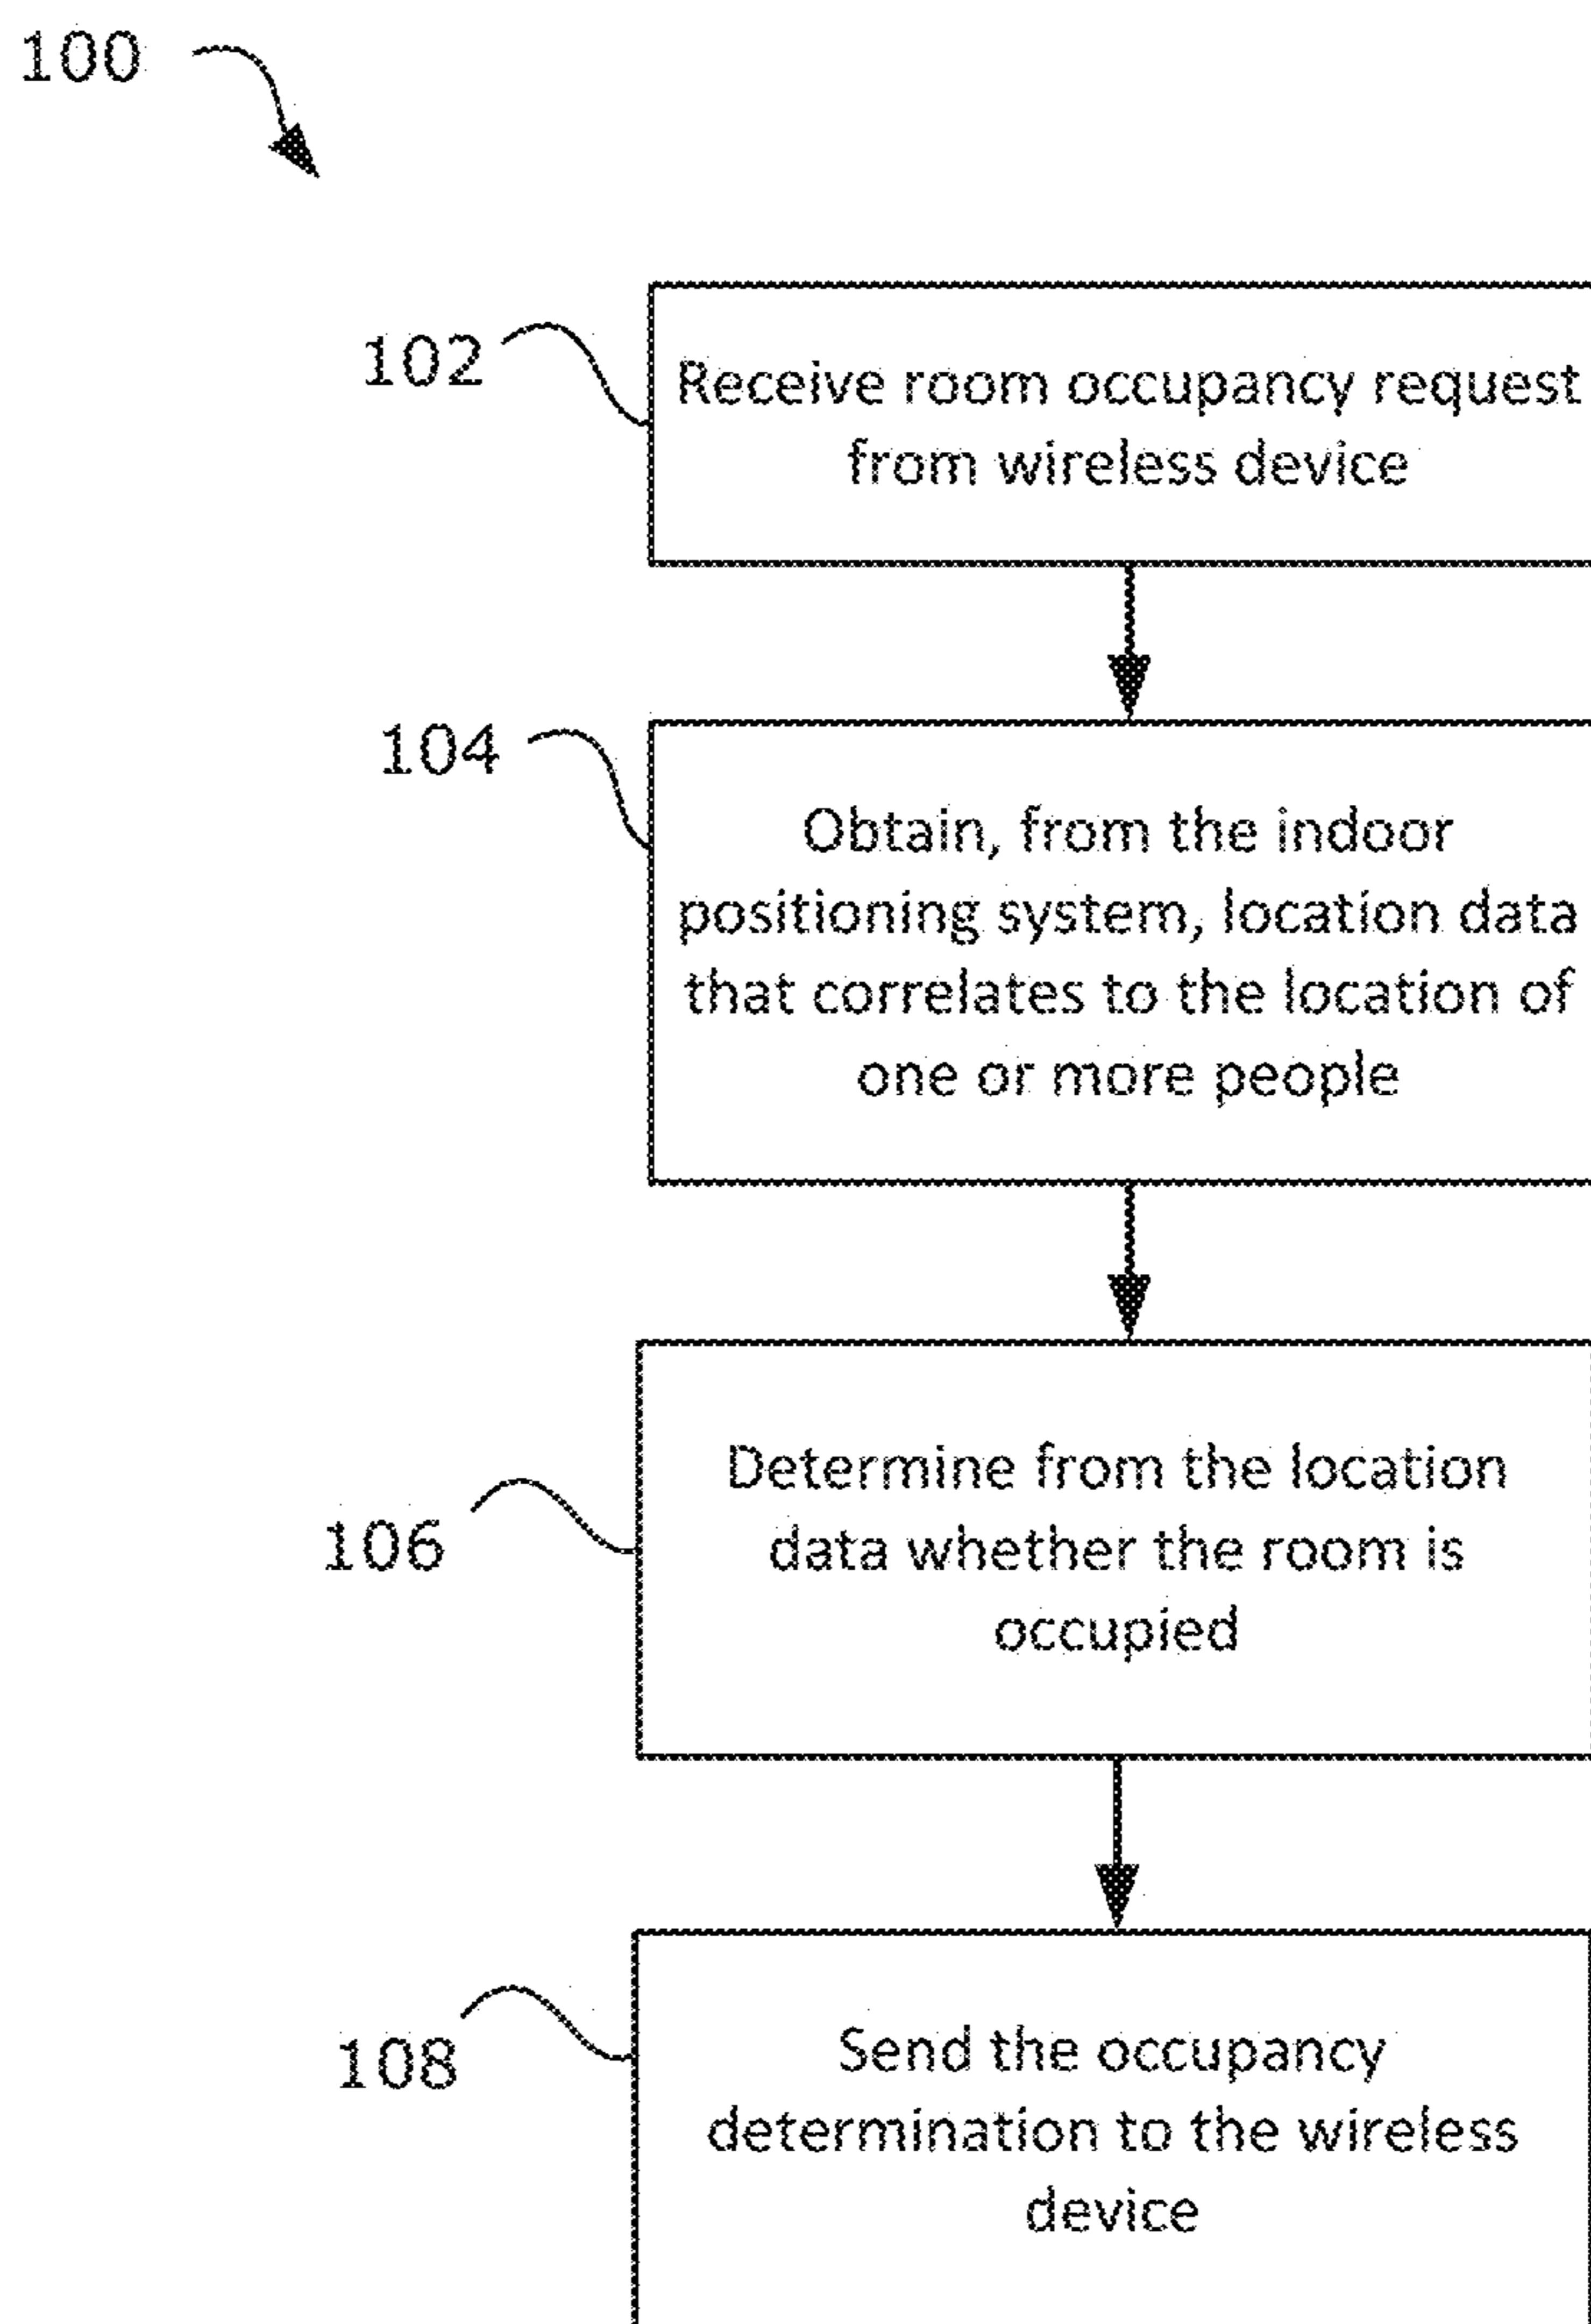 100
102
Receive room occupancy request
from wireless device
104
Obtain, from the indoor
positioning system, location data
that correlates to the location of
one or more people
106
Determine from the location
data whether the room is
occupied
108
Send the occupancy
determination to the wireless
device